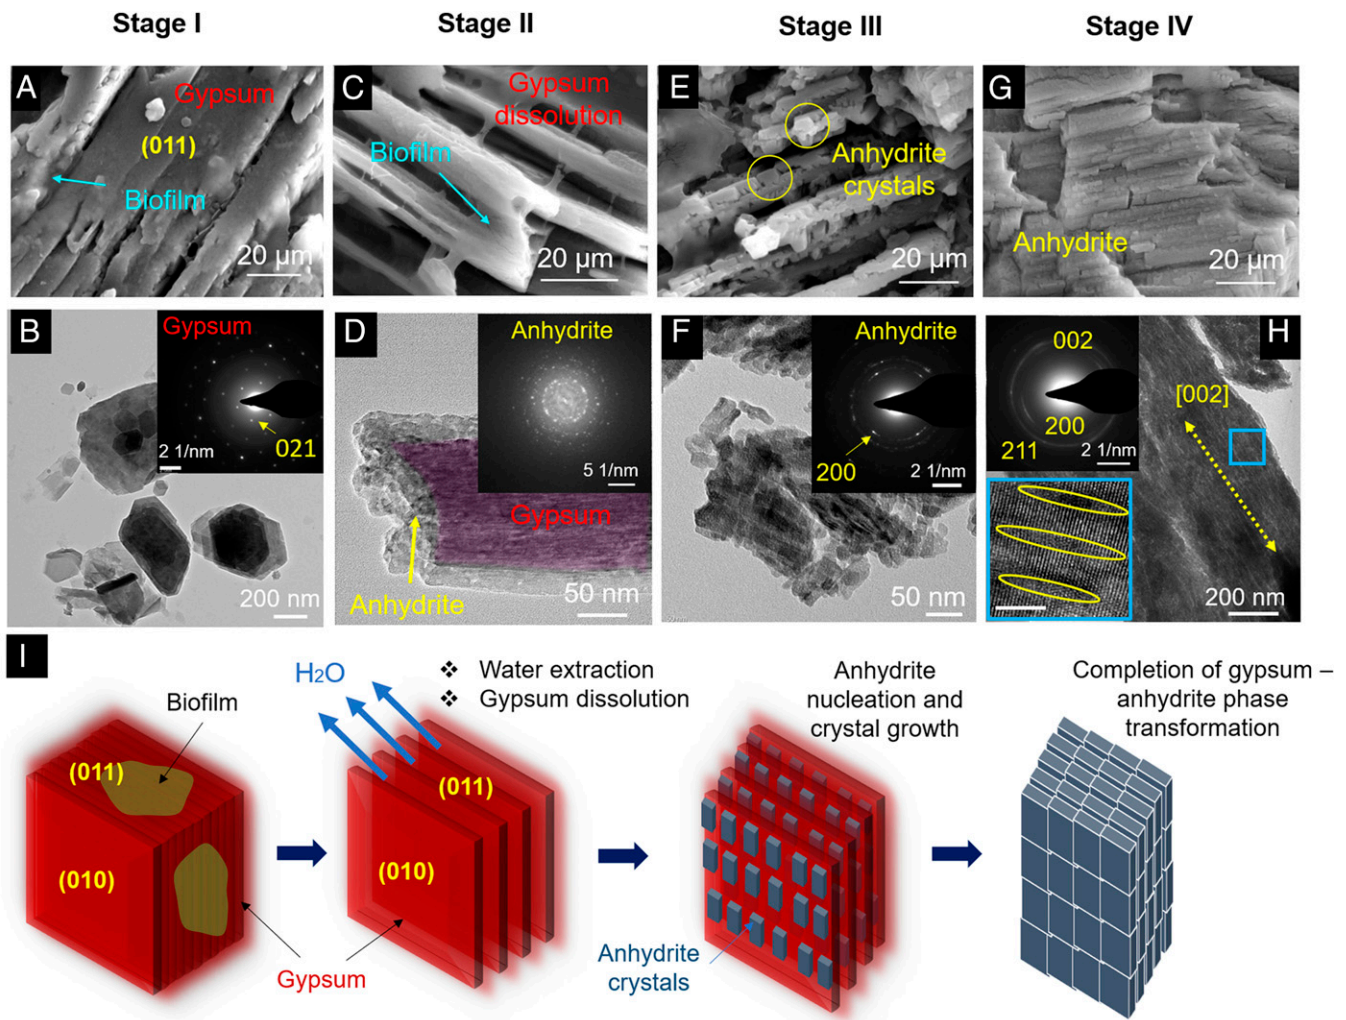 Stage I
Stage II
Stage III
Stage IV
A
Gypsum
(011)
Biofilm
20 µm
C
Gypsum
dissolution
Biofilm
20 µm
E
Anhydrite
crystals
20 µm
G
Anhydrite
20 µm
B
Gypsum
2 1/nm
021
200 nm
D
Anhydrite
5 1/nm
Gypsum
Anhydrite
50 nm
F
Anhydrite
200
2 1/nm
50 nm
H
002
200
211
2 1/nm
[002]
200 nm
I
Biofilm
(011)
(010)
Gypsum
H2O
❖ Water extraction
❖ Gypsum dissolution
(011)
(010)
Anhydrite
nucleation and
crystal growth
Anhydrite
crystals
Completion of gypsum –
anhydrite phase
transformation